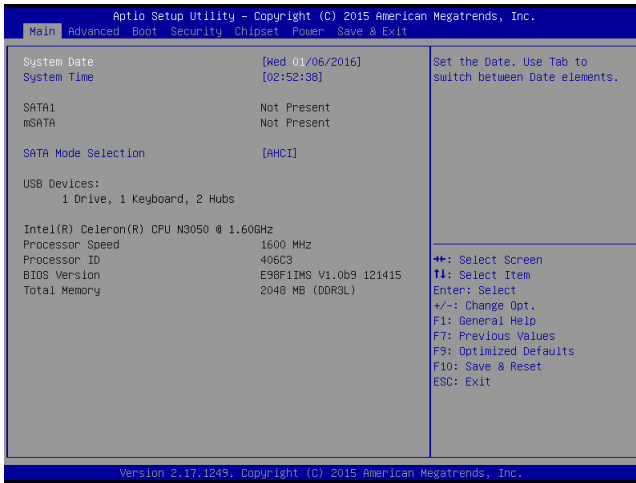 Aptio Setup Utility – Copyright (C) 2015 American Megatrends, Inc.
Main Advanced Boot Security Chipset Power Save & Exit
System Date [Wed 01/06/2016]
System Time [02:52:38]
SATA1 Not Present
mSATA Not Present
SATA Mode Selection [AHCI]
USB Devices:
1 Drive, 1 Keyboard, 2 Hubs
Intel(R) Celeron(R) CPU N3050 @ 1.60GHz
Processor Speed 1600 MHz
Processor ID 406C3
BIOS Version E98F1IMS V1.0b9 121415
Total Memory 2048 MB (DDR3L)
Set the Date. Use Tab to
switch between Date elements.
→←: Select Screen
↑↓: Select Item
Enter: Select
+/-: Change Opt.
F1: General Help
F7: Previous Values
F9: Optimized Defaults
F10: Save & Reset
ESC: Exit
Version 2.17.1249. Copyright (C) 2015 American Megatrends, Inc.